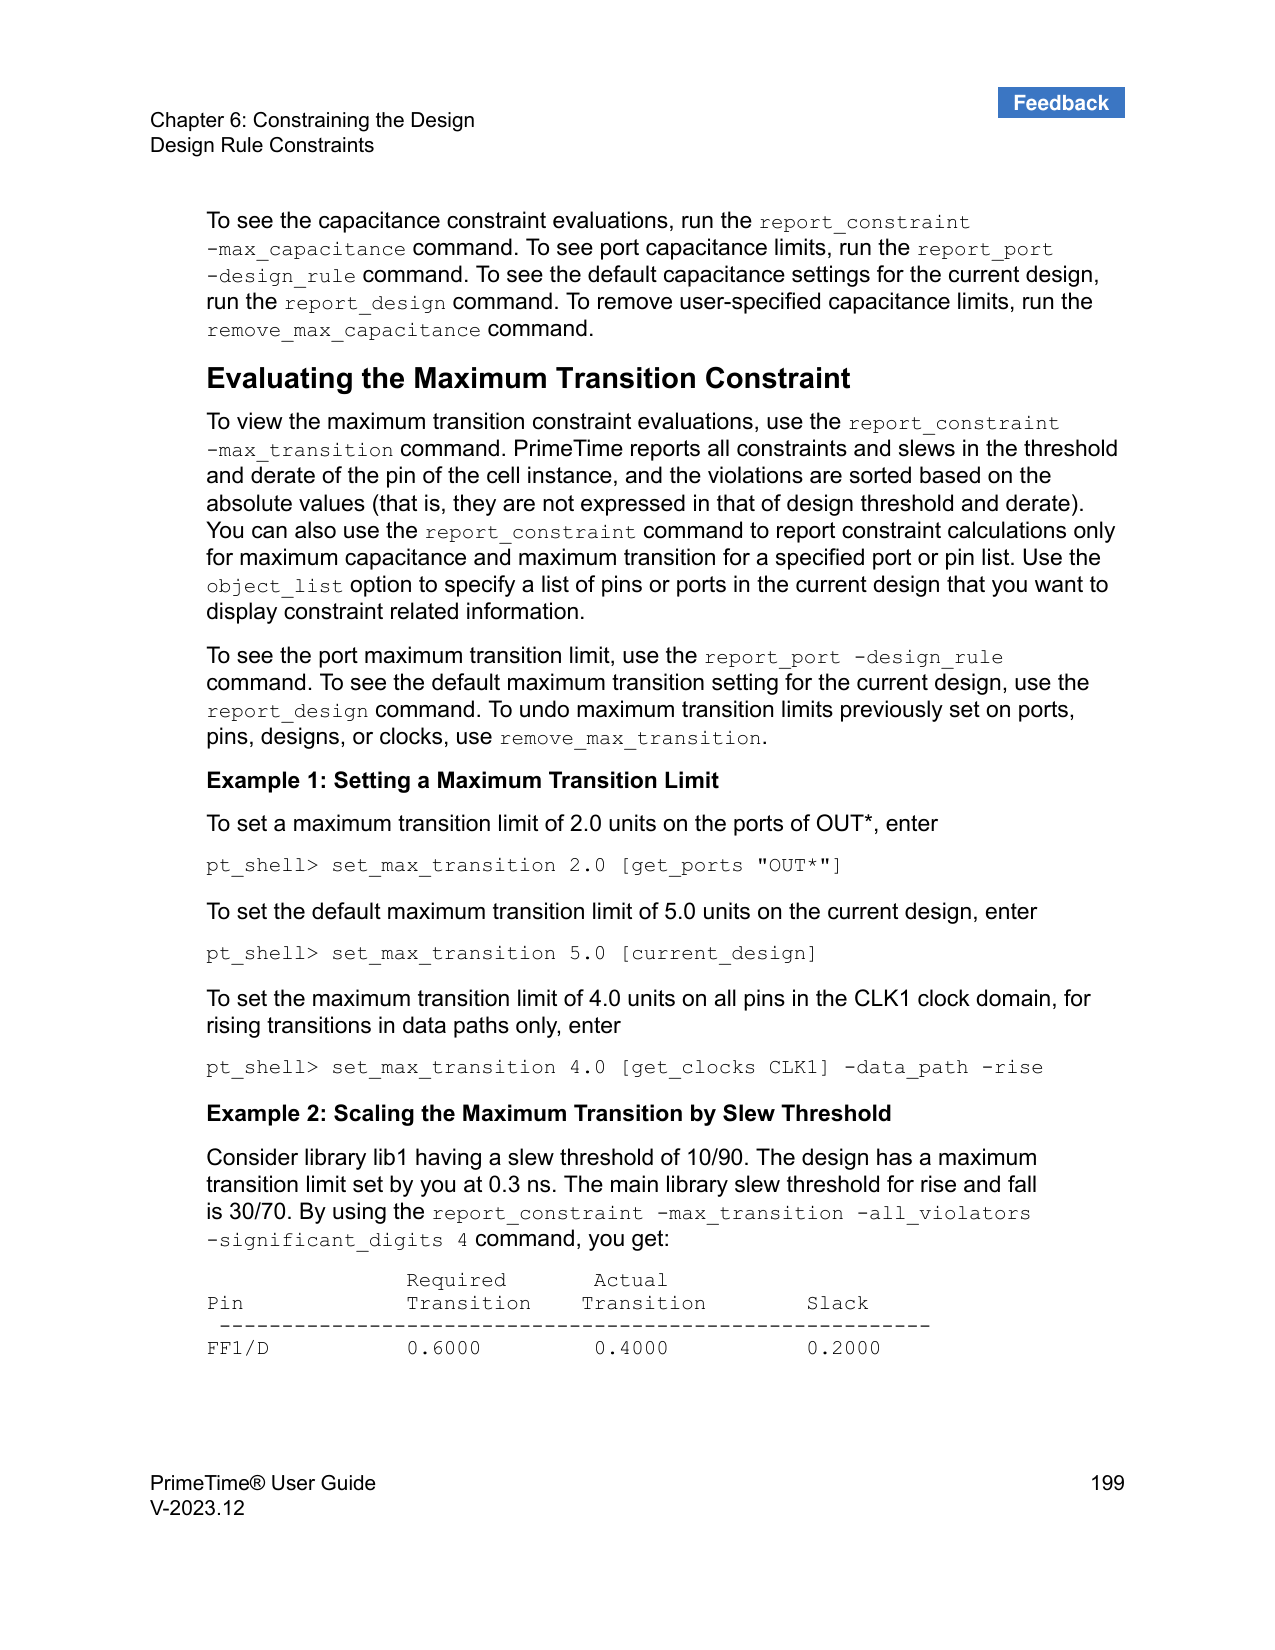 Feedback
Chapter 6: Constraining the Design
Design Rule Constraints
To see the capacitance constraint evaluations, run the report_constraint
-max_capacitance command. To see port capacitance limits, run the report_port
-design_rule command. To see the default capacitance settings for the current design,
run the report_design command. To remove user-specified capacitance limits, run the
remove_max_capacitance command.
Evaluating the Maximum Transition Constraint
To view the maximum transition constraint evaluations, use the report_constraint
-max_transition command. PrimeTime reports all constraints and slews in the threshold
and derate of the pin of the cell instance, and the violations are sorted based on the
absolute values (that is, they are not expressed in that of design threshold and derate).
You can also use the report_constraint command to report constraint calculations only
for maximum capacitance and maximum transition for a specified port or pin list. Use the
object_list option to specify a list of pins or ports in the current design that you want to
display constraint related information.
To see the port maximum transition limit, use the report_port -design_rule
command. To see the default maximum transition setting for the current design, use the
report_design command. To undo maximum transition limits previously set on ports,
pins, designs, or clocks, use remove_max_transition.
Example 1: Setting a Maximum Transition Limit
To set a maximum transition limit of 2.0 units on the ports of OUT*, enter
pt_shell> set_max_transition 2.0 [get_ports "OUT*"]
To set the default maximum transition limit of 5.0 units on the current design, enter
pt_shell> set_max_transition 5.0 [current_design]
To set the maximum transition limit of 4.0 units on all pins in the CLK1 clock domain, for
rising transitions in data paths only, enter
pt_shell> set_max_transition 4.0 [get_clocks CLK1] -data_path -rise
Example 2: Scaling the Maximum Transition by Slew Threshold
Consider library lib1 having a slew threshold of 10/90. The design has a maximum
transition limit set by you at 0.3 ns. The main library slew threshold for rise and fall
is 30/70. By using the report_constraint -max_transition -all_violators
-significant_digits 4 command, you get:
Required Actual
Pin Transition Transition Slack
---------------------------------------------------------
FF1/D 0.6000 0.4000 0.2000
PrimeTime® User Guide 199
V-2023.12